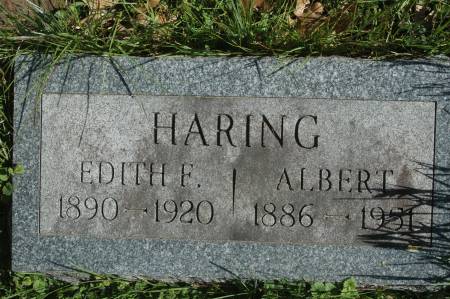 HARING
EDITH F. | ALBERT
1890 – 1920 | 1886 – 1951